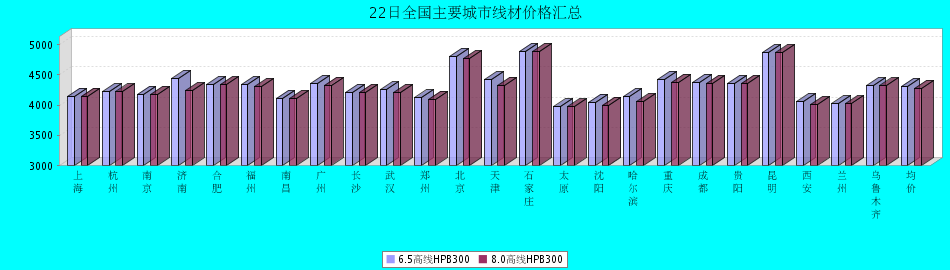 22日全国主要城市线材价格汇总
5000
4500
4000
3500
3000
上海
杭州
南京
济南
合肥
福州
南昌
广州
长沙
武汉
郑州
北京
天津
石家庄
太原
沈阳
哈尔滨
重庆
成都
贵阳
昆明
西安
兰州
乌鲁木齐
均价
6.5高线HPB300 8.0高线HPB300